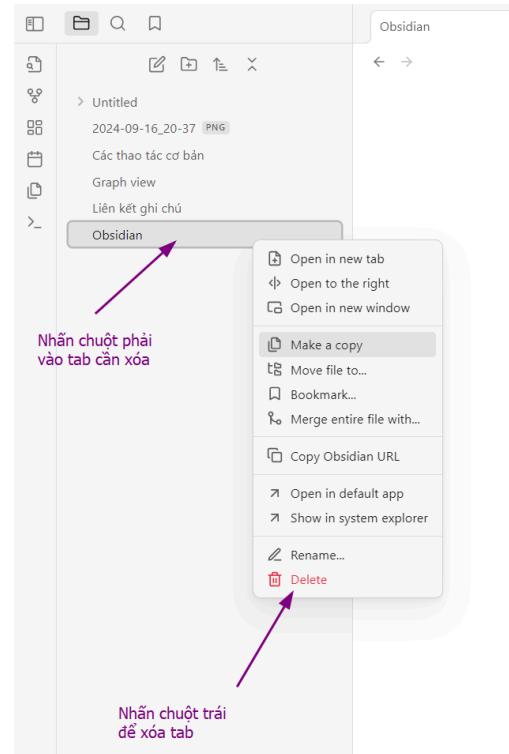 Obsidian
Untitled
2024-09-16_20-37 PNG
Các thao tác cơ bản
Graph view
Liên kết ghi chú
Obsidian
Open in new tab
Open to the right
Open in new window
Make a copy
Move file to...
Bookmark...
Merge entire file with...
Copy Obsidian URL
Open in default app
Show in system explorer
Rename...
Delete
Nhấn chuột phải
vào tab cần xóa
Nhấn chuột trái
để xóa tab